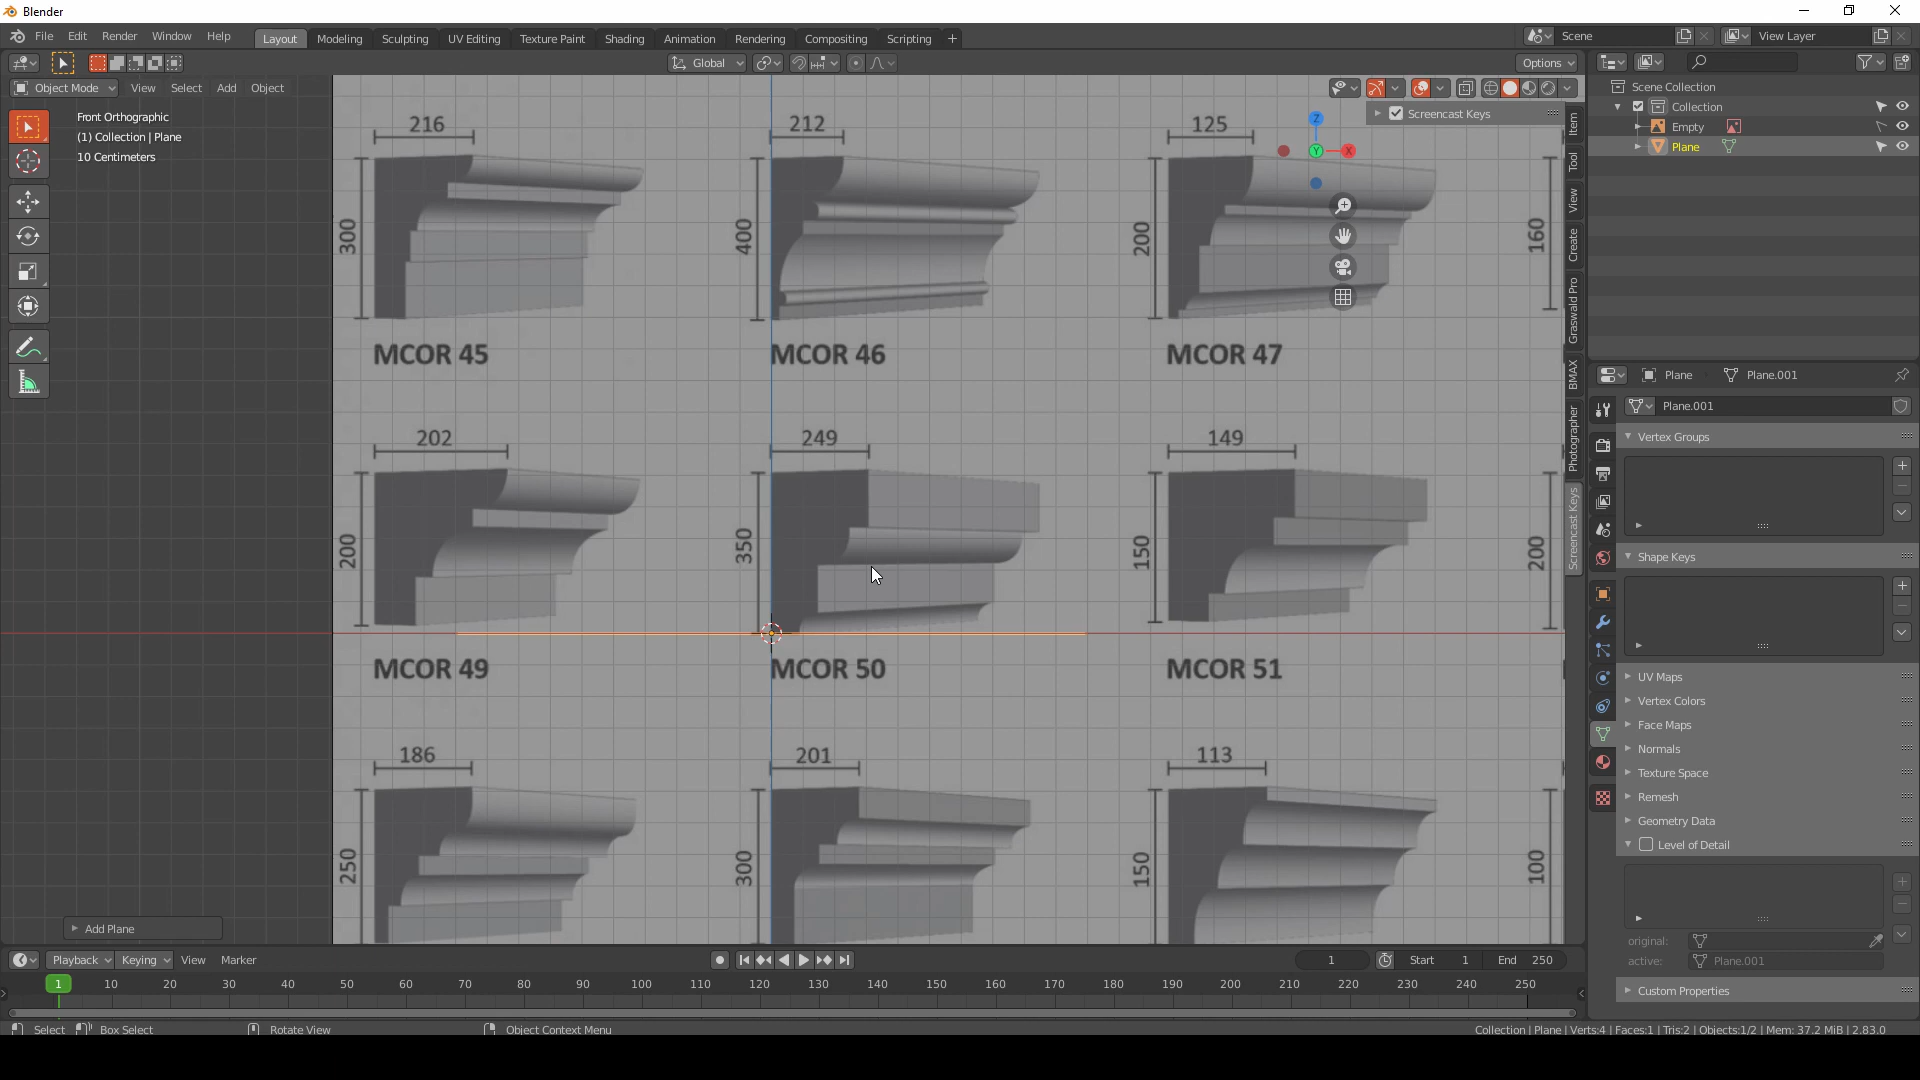 Blender
File Edit Render Window Help
Layout Modeling Sculpting UV Editing Texture Paint Shading Animation Rendering Compositing Scripting +
Scene
View Layer
Global
Options
Object Mode View Select Add Object
Front Orthographic
(1) Collection | Plane
10 Centimeters
Screencast Keys
Z
Y
X
Item
Tool
View
Create
Graswald Pro
BMAX
Photographer
Screencast Keys
216
300
MCOR 45
212
400
MCOR 46
125
200
MCOR 47
160
202
200
MCOR 49
249
350
MCOR 50
149
150
MCOR 51
200
186
250
201
300
113
150
100
Add Plane
Scene Collection
Collection
Empty
Plane
Plane Plane.001
Plane.001
Vertex Groups
Shape Keys
UV Maps
Vertex Colors
Face Maps
Normals
Texture Space
Remesh
Geometry Data
Level of Detail
original:
active: Plane.001
Custom Properties
Playback Keying View Marker
1 Start 1 End 250
1 10 20 30 40 50 60 70 80 90 100 110 120 130 140 150 160 170 180 190 200 210 220 230 240 250
Select Box Select Rotate View Object Context Menu
Collection | Plane | Verts:4 | Faces:1 | Tris:2 | Objects:1/2 | Mem: 37.2 MiB | 2.83.0